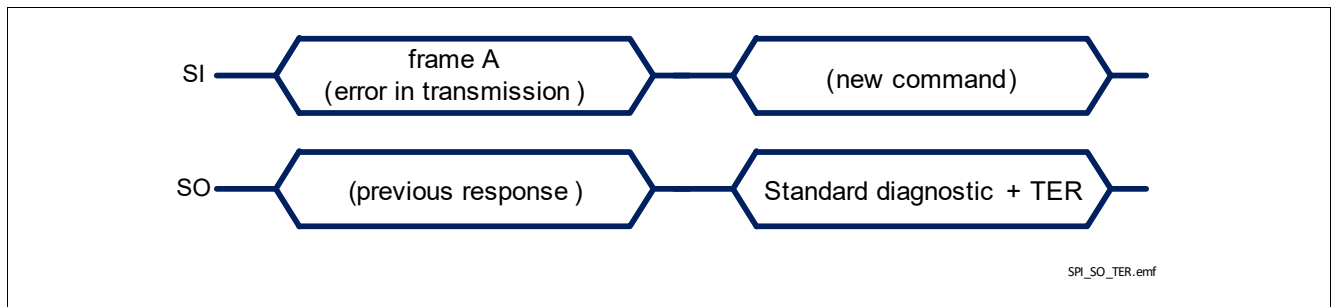 SI
frame A
(error in transmission )
(new command)
SO
(previous response )
Standard diagnostic + TER
SPI_SO_TER.emf